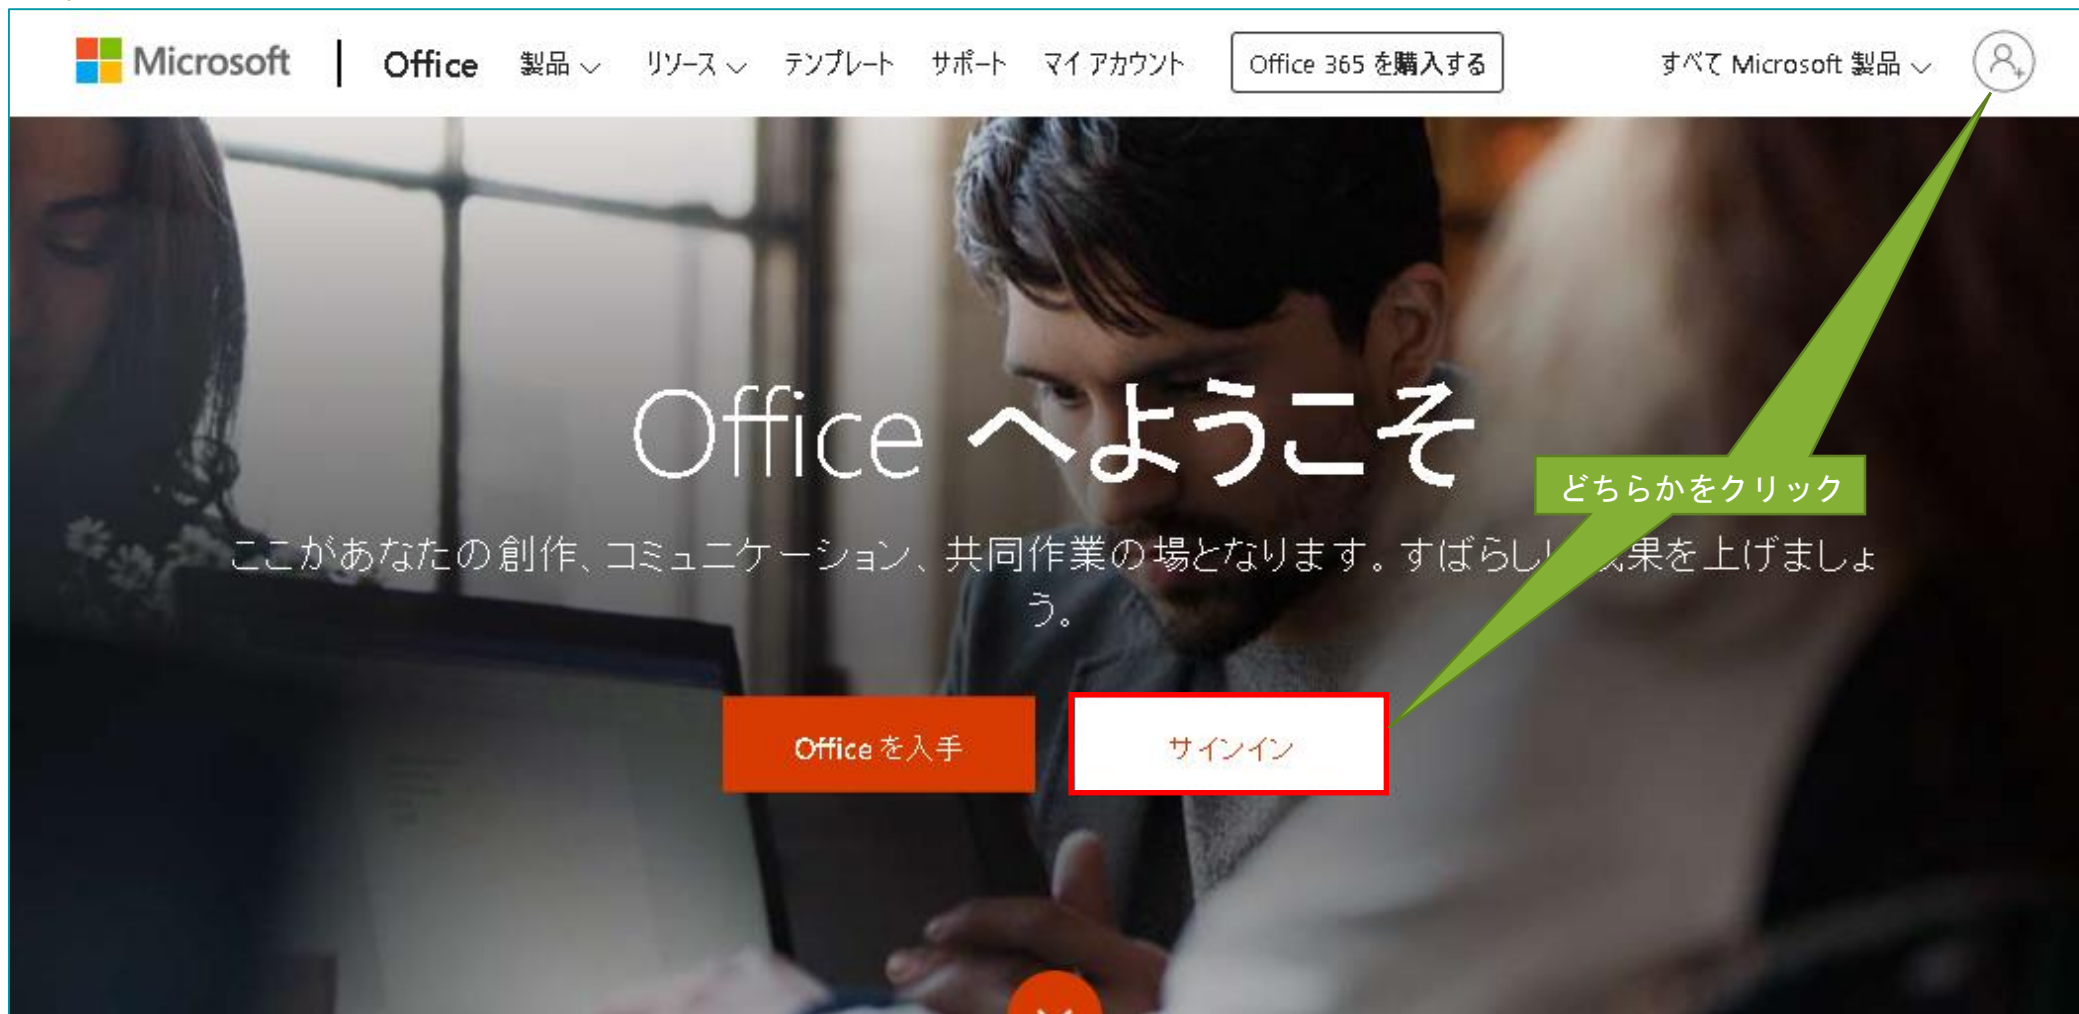 Microsoft Office 製品 リソース テンプレート サポート マイ アカウント Office 365 を購入する すべて Microsoft 製品
Office へようこそ
どちらかをクリック
ここがあなたの創作、コミュニケーション、共同作業の場となります。すばらし 果を上げましょ
う。
Office を入手 サインイン